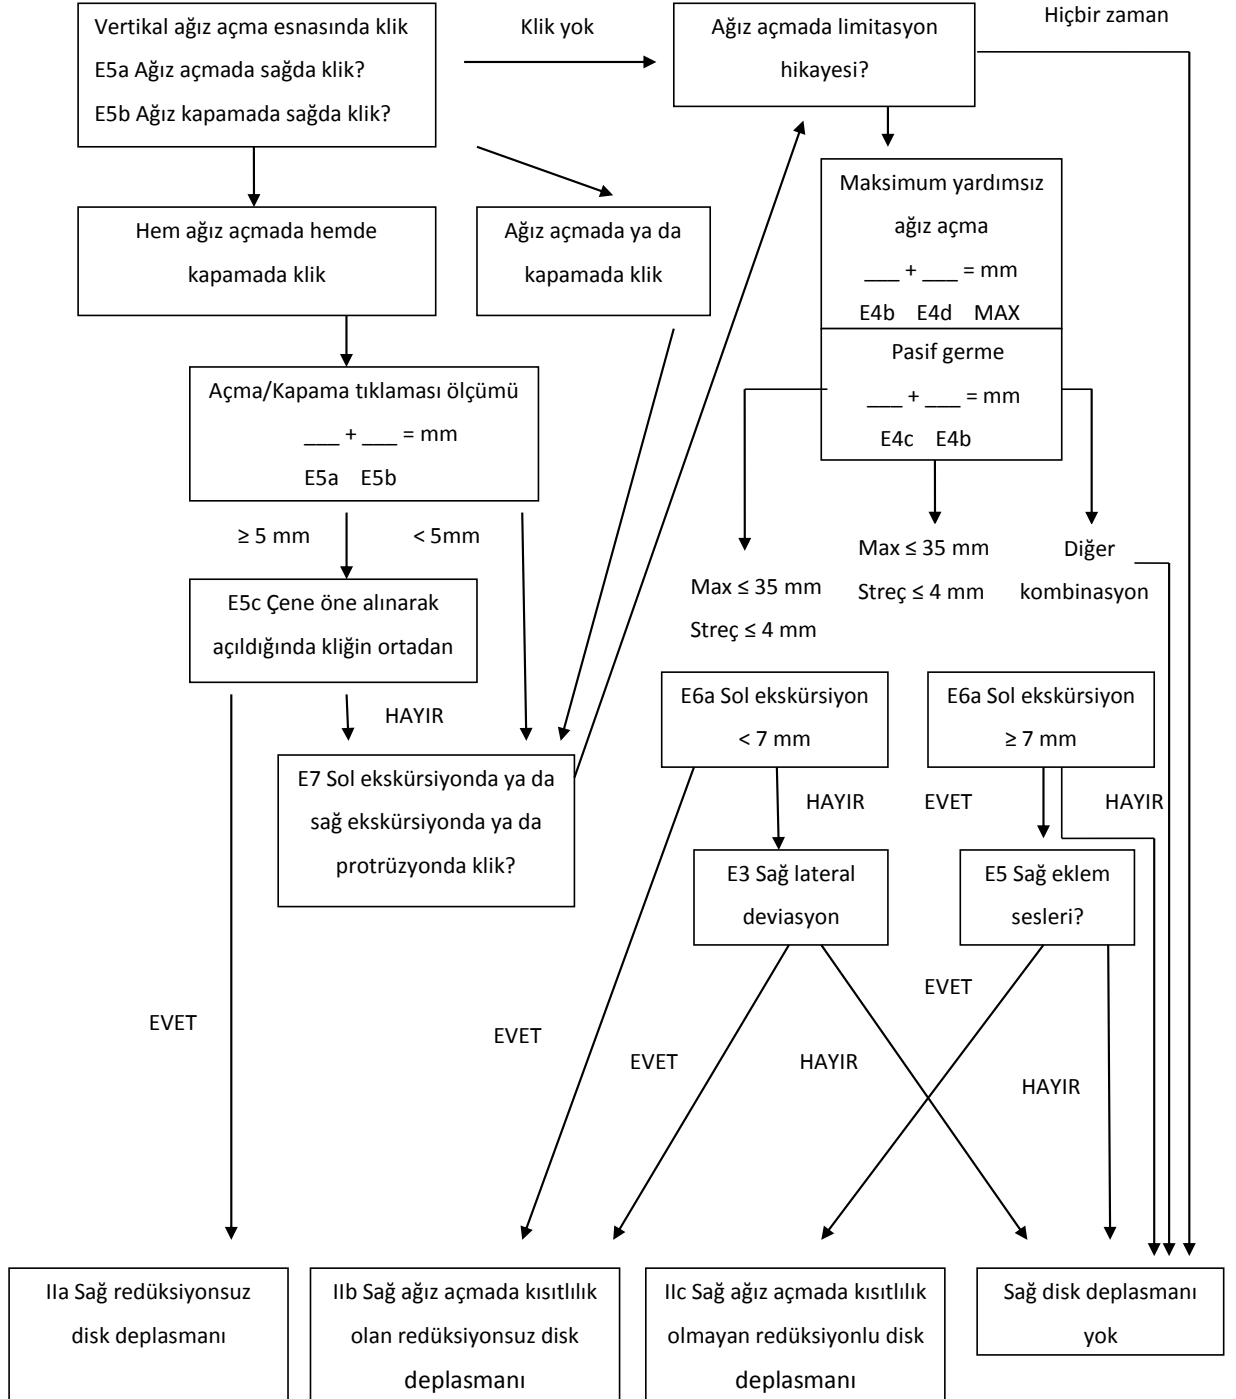 Vertikal ağız açma esnasında klik
E5a Ağız açmada sağda klik?
E5b Ağız kapamada sağda klik?
Klik yok
Ağız açmada limitasyon
hikayesi?
Hiçbir zaman
Hem ağız açmada hemde
kapamada klik
Ağız açmada ya da
kapamada klik
Maksimum yardımsız
ağız açma
___ + ___ = mm
E4b E4d MAX
Pasif germe
___ + ___ = mm
E4c E4b
Açma/Kapama tıklaması ölçümü
___ + ___ = mm
E5a E5b
≥ 5 mm
< 5mm
Max ≤ 35 mm
Streç ≤ 4 mm
Max ≤ 35 mm
Streç ≤ 4 mm
Diğer
kombinasyon
E5c Çene öne alınarak
açıldığında kliğin ortadan
HAYIR
E7 Sol ekskürsiyonda ya da
sağ ekskürsiyonda ya da
protrüzyonda klik?
E6a Sol ekskürsiyon
< 7 mm
E6a Sol ekskürsiyon
≥ 7 mm
HAYIR
EVET
HAYIR
E3 Sağ lateral
deviasyon
E5 Sağ eklem
sesleri?
EVET
EVET
EVET
HAYIR
EVET
HAYIR
IIa Sağ redüksiyonsuz
disk deplasmanı
IIb Sağ ağız açmada kısıtlılık
olan redüksiyonsuz disk
deplasmanı
IIc Sağ ağız açmada kısıtlılık
olmayan redüksiyonlu disk
deplasmanı
Sağ disk deplasmanı
yok